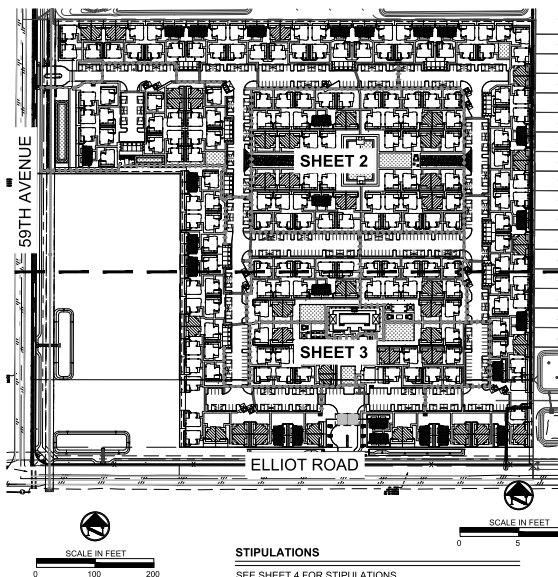 59TH AVENUE
SHEET 2
SHEET 3
ELLIOT ROAD
SCALE IN FEET
0 100 200
SCALE IN FEET
0 5
STIPULATIONS
SEE SHEET 4 FOR STIPULATIONS